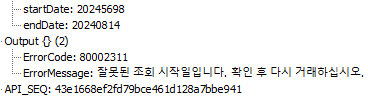 startDate: 20245698
endDate: 20240814
Output {} (2)
ErrorCode: 80002311
ErrorMessage: 잘못된 조회 시작일입니다. 확인 후 다시 거래하십시오.
API_SEQ: 43e1668ef2fd79bce461d128a7bbe941